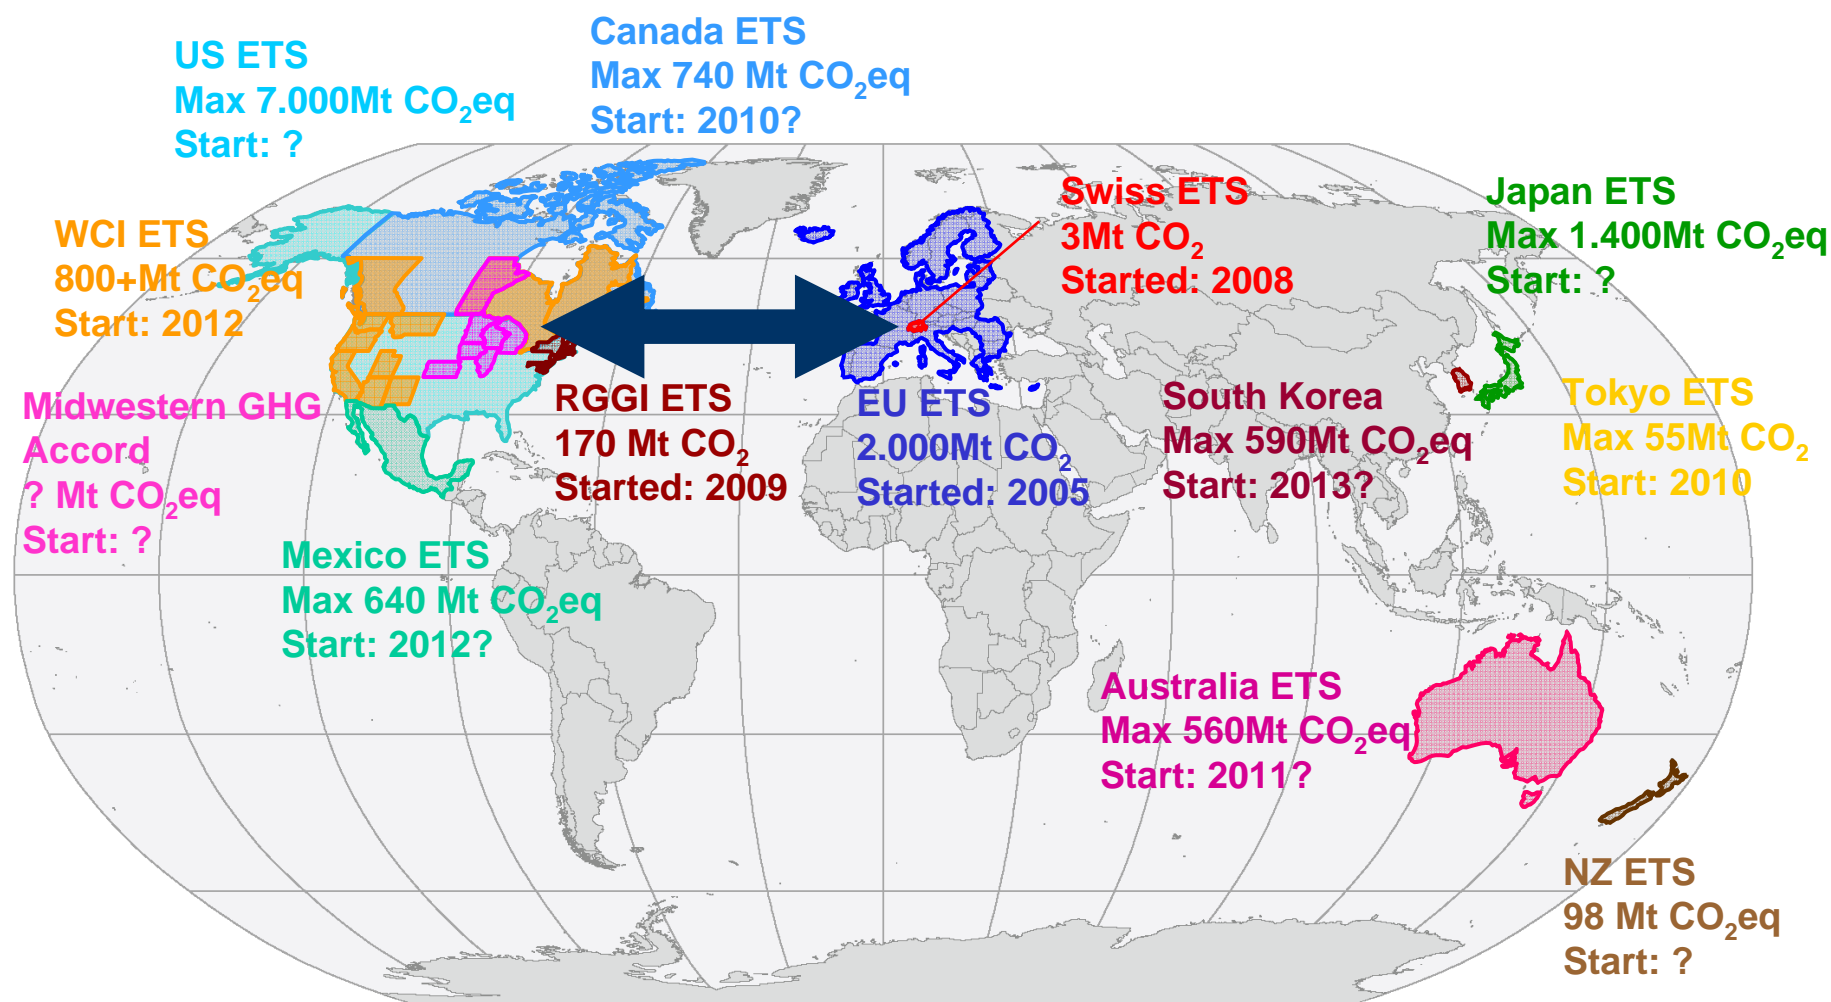 US ETS
Max 7.000Mt CO₂eq
Start: ?
Canada ETS
Max 740 Mt CO₂eq
Start: 2010?
WCI ETS
800+Mt CO₂eq
Start: 2012
Swiss ETS
3Mt CO₂
Started: 2008
Japan ETS
Max 1.400Mt CO₂eq
Start: ?
Midwestern GHG
Accord
? Mt CO₂eq
Start: ?
RGGI ETS
170 Mt CO₂
Started: 2009
EU ETS
2.000Mt CO₂
Started: 2005
South Korea
Max 590Mt CO₂eq
Start: 2013?
Tokyo ETS
Max 55Mt CO₂
Start: 2010
Mexico ETS
Max 640 Mt CO₂eq
Start: 2012?
Australia ETS
Max 560Mt CO₂eq
Start: 2011?
NZ ETS
98 Mt CO₂eq
Start: ?